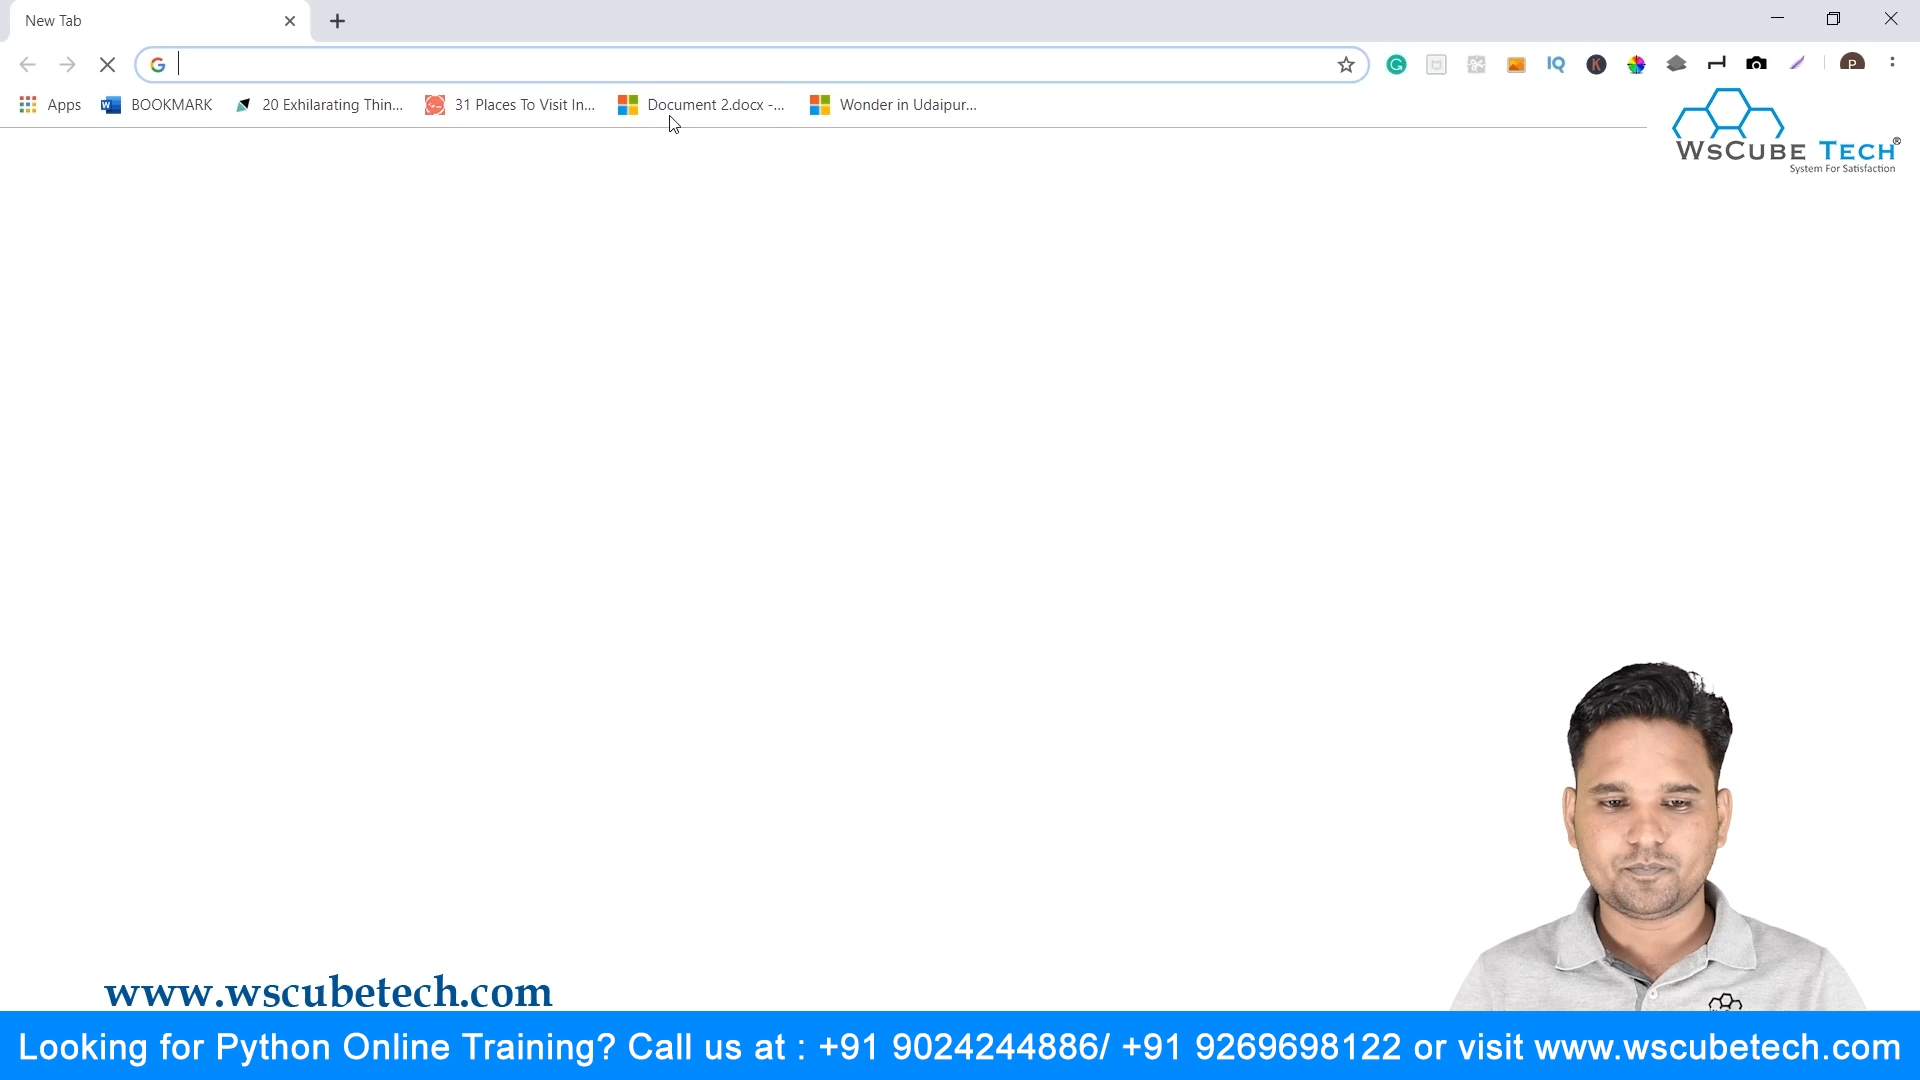 New Tab
Apps
BOOKMARK
20 Exhilarating Thin...
31 Places To Visit In...
Document 2.docx -...
Wonder in Udaipur...
IQ
K
P
WSCUBE TECH®
System For Satisfaction
www.wscubetech.com
Looking for Python Online Training? Call us at : +91 9024244886/ +91 9269698122 or visit www.wscubetech.com